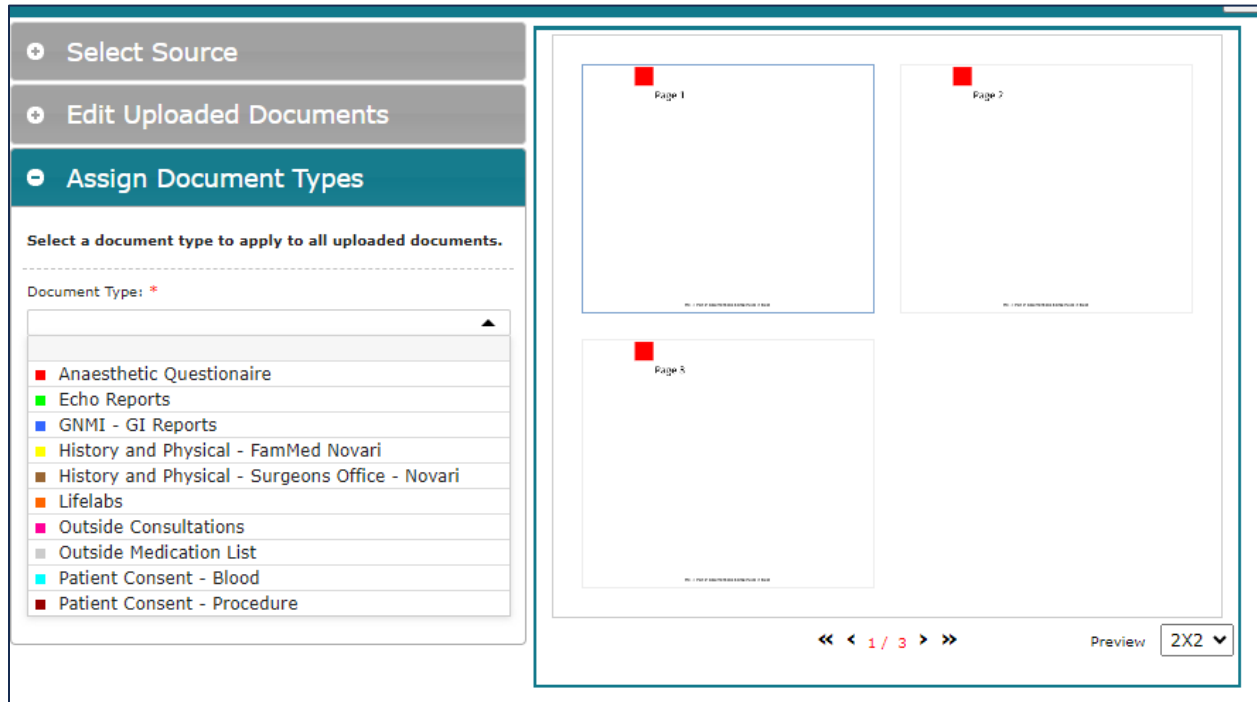 Select Source
Edit Uploaded Documents
Assign Document Types
Select a document type to apply to all uploaded documents.
Document Type: *
Anaesthetic Questionaire
Echo Reports
GNMI - GI Reports
History and Physical - FamMed Novari
History and Physical - Surgeons Office - Novari
Lifelabs
Outside Consultations
Outside Medication List
Patient Consent - Blood
Patient Consent - Procedure
Page 1
Page 2
Page 3
« ‹ 1 / 3 › »
Preview 2X2